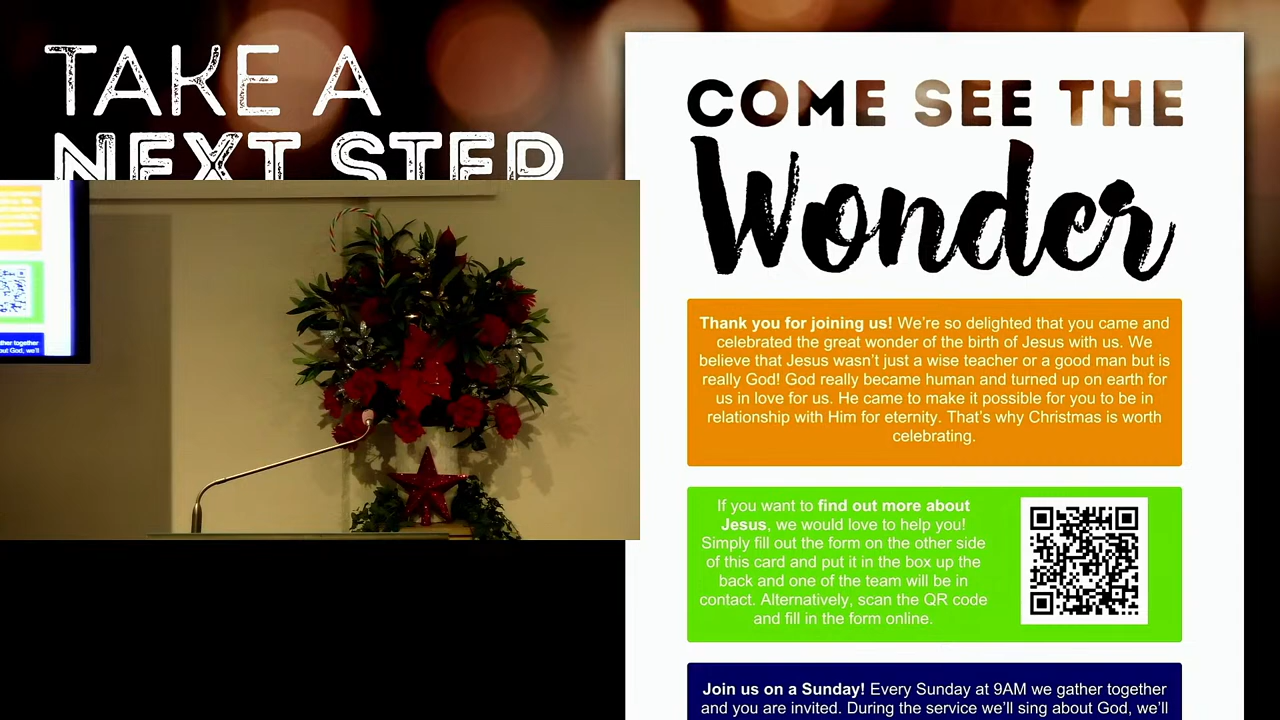 TAKE A
NEXT STEP
COME SEE THE
Wonder
Thank you for joining us! We're so delighted that you came and
celebrated the great wonder of the birth of Jesus with us. We
believe that Jesus wasn't just a wise teacher or a good man but is
really God! God really became human and turned up on earth for
us in love for us. He came to make it possible for you to be in
relationship with Him for eternity. That's why Christmas is worth
celebrating.
If you want to find out more about
Jesus, we would love to help you!
Simply fill out the form on the other side
of this card and put it in the box up the
back and one of the team will be in
contact. Alternatively, scan the QR code
and fill in the form online.
Join us on a Sunday! Every Sunday at 9AM we gather together
and you are invited. During the service we'll sing about God, we'll
ther together
out God, we'll